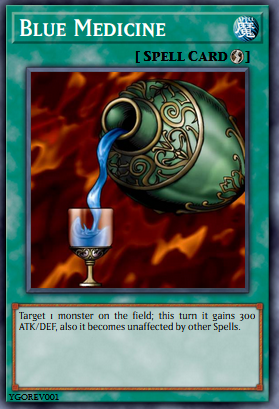 Blue Medicine
魔
[ Spell Card ]
Target 1 monster on the field; this turn it gains 300
ATK/DEF, also it becomes unaffected by other Spells.
YGOREV001